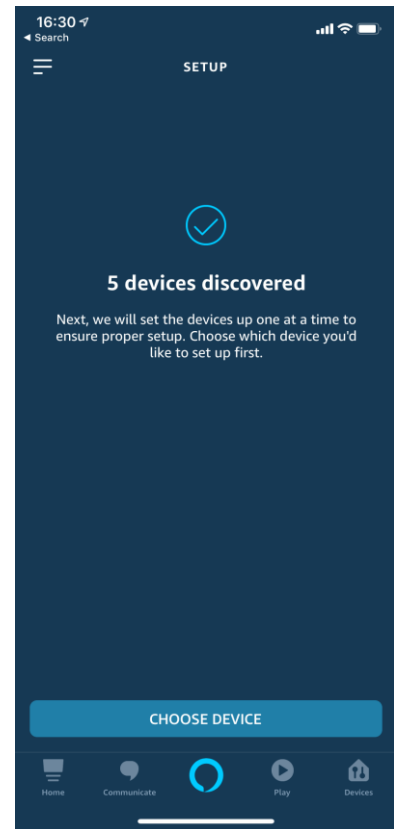 16:30
Search
SETUP
5 devices discovered
Next, we will set the devices up one at a time to
ensure proper setup. Choose which device you'd
like to set up first.
CHOOSE DEVICE
Home Communicate Play Devices